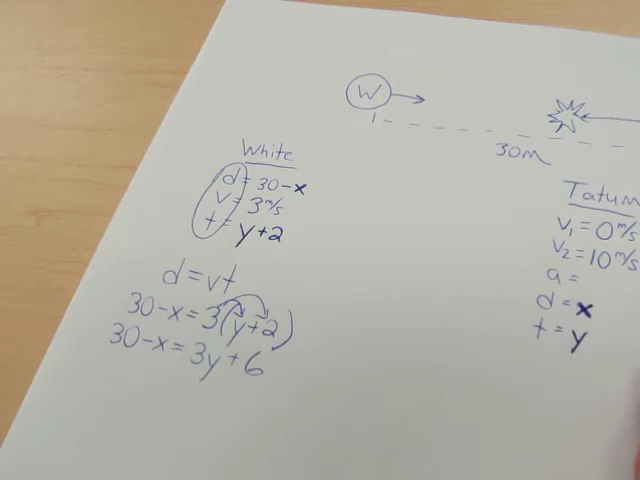 W
30m
White
d = 30-x
v = 3 m/s
t = y+2
d = vt
30-x = 3(y+2)
30-x = 3y+6
Tatum
V₁ = 0 m/s
V₂ = 10 m/s
a =
d = x
t = y